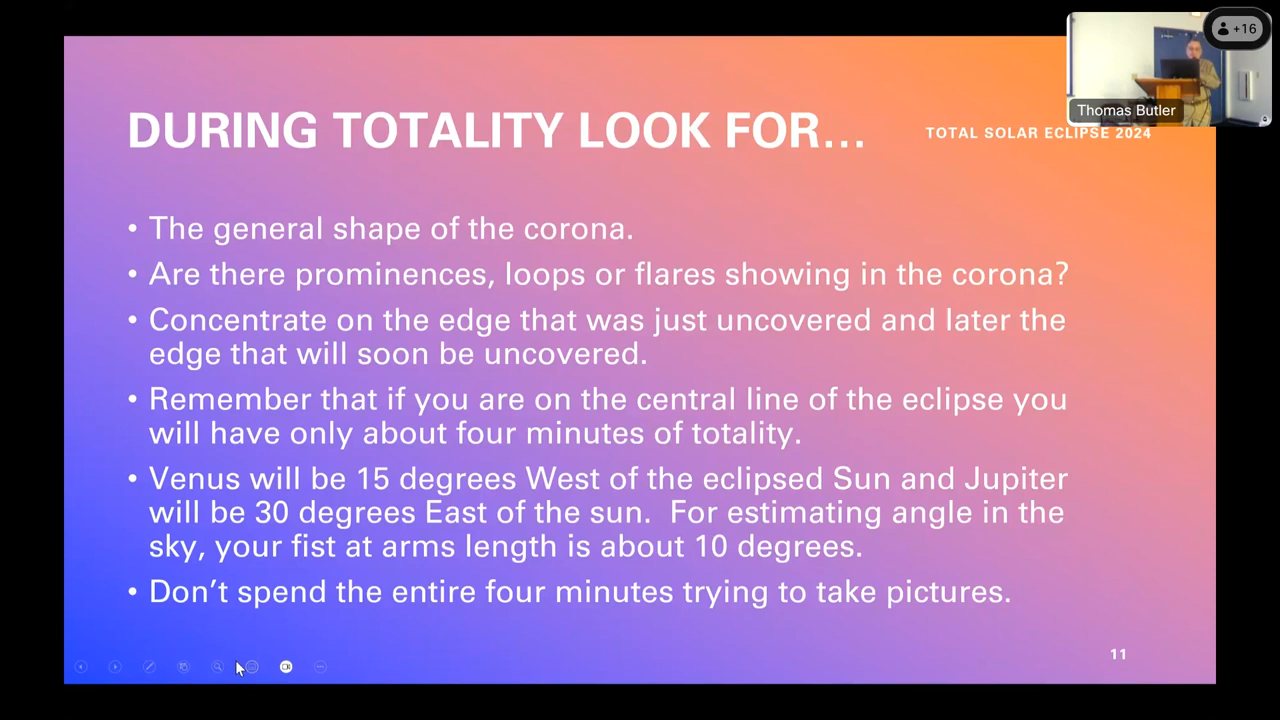 +16
Thomas Butler
DURING TOTALITY LOOK FOR...
TOTAL SOLAR ECLIPSE 2024
• The general shape of the corona.
• Are there prominences, loops or flares showing in the corona?
• Concentrate on the edge that was just uncovered and later the
edge that will soon be uncovered.
• Remember that if you are on the central line of the eclipse you
will have only about four minutes of totality.
• Venus will be 15 degrees West of the eclipsed Sun and Jupiter
will be 30 degrees East of the sun.  For estimating angle in the
sky, your fist at arms length is about 10 degrees.
• Don’t spend the entire four minutes trying to take pictures.
11